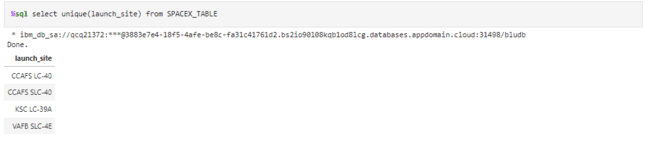 %sql select unique(launch_site) from SPACEX_TABLE
* ibm_db_sa://qcq21372:***@3883e7e4-18f5-4afe-be8c-fa31c41761d2.bs2io90l08kqb1od8lcg.databases.appdomain.cloud:31498/bludb
Done.
launch_site
CCAFS LC-40
CCAFS SLC-40
KSC LC-39A
VAFB SLC-4E